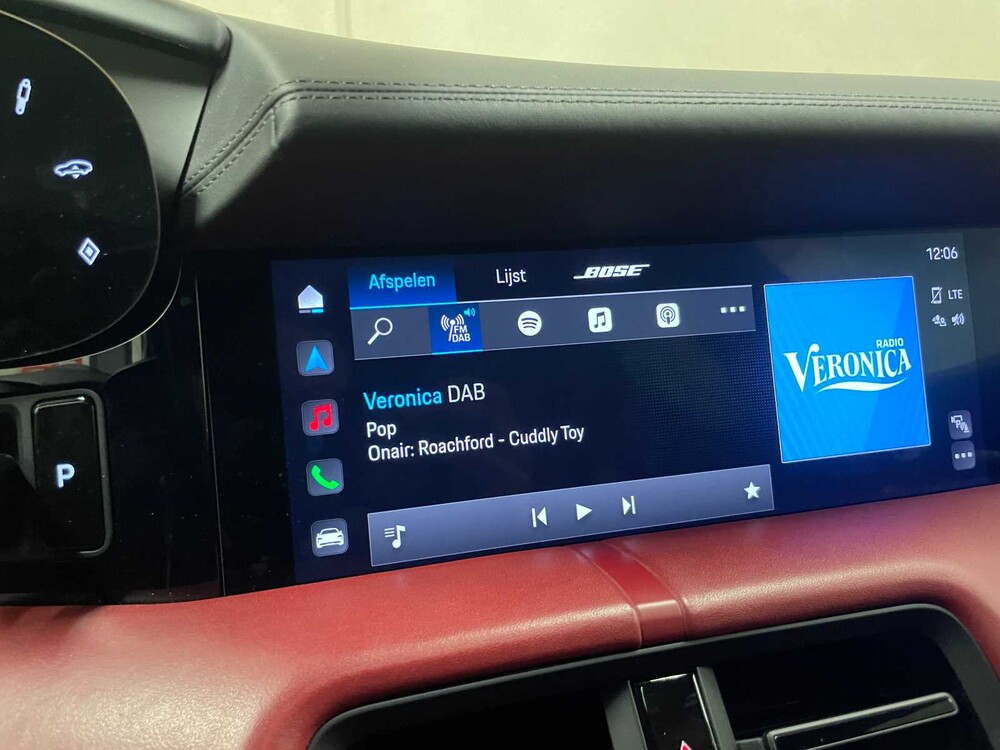 Afspelen Lijst BOSE 12:06
FM DAB
LTE
Veronica DAB
Pop
Onair: Roachford - Cuddly Toy
RADIO
VERONICA
P